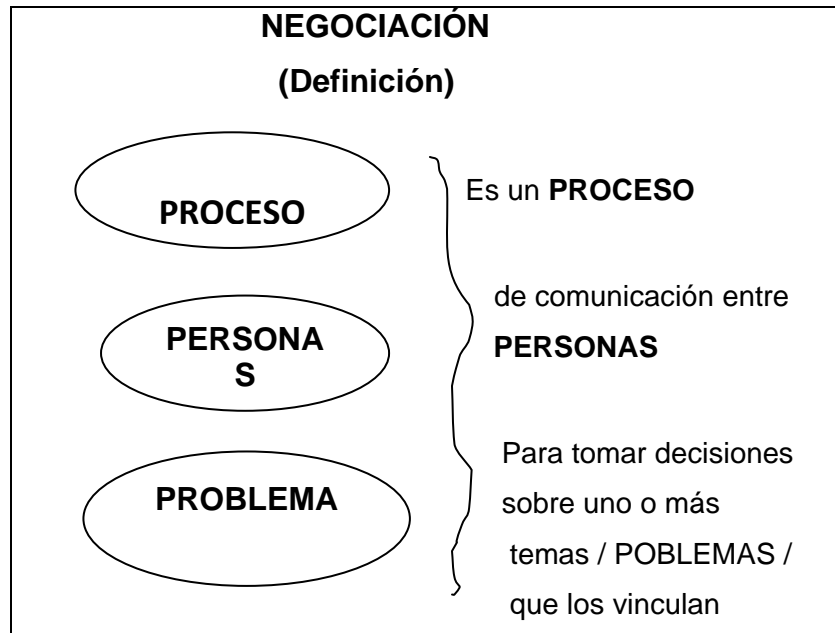 NEGOCIACIÓN
(Definición)
PROCESO
PERSONA
S
PROBLEMA
Es un PROCESO
de comunicación entre
PERSONAS
Para tomar decisiones
sobre uno o más
temas / POBLEMAS /
que los vinculan